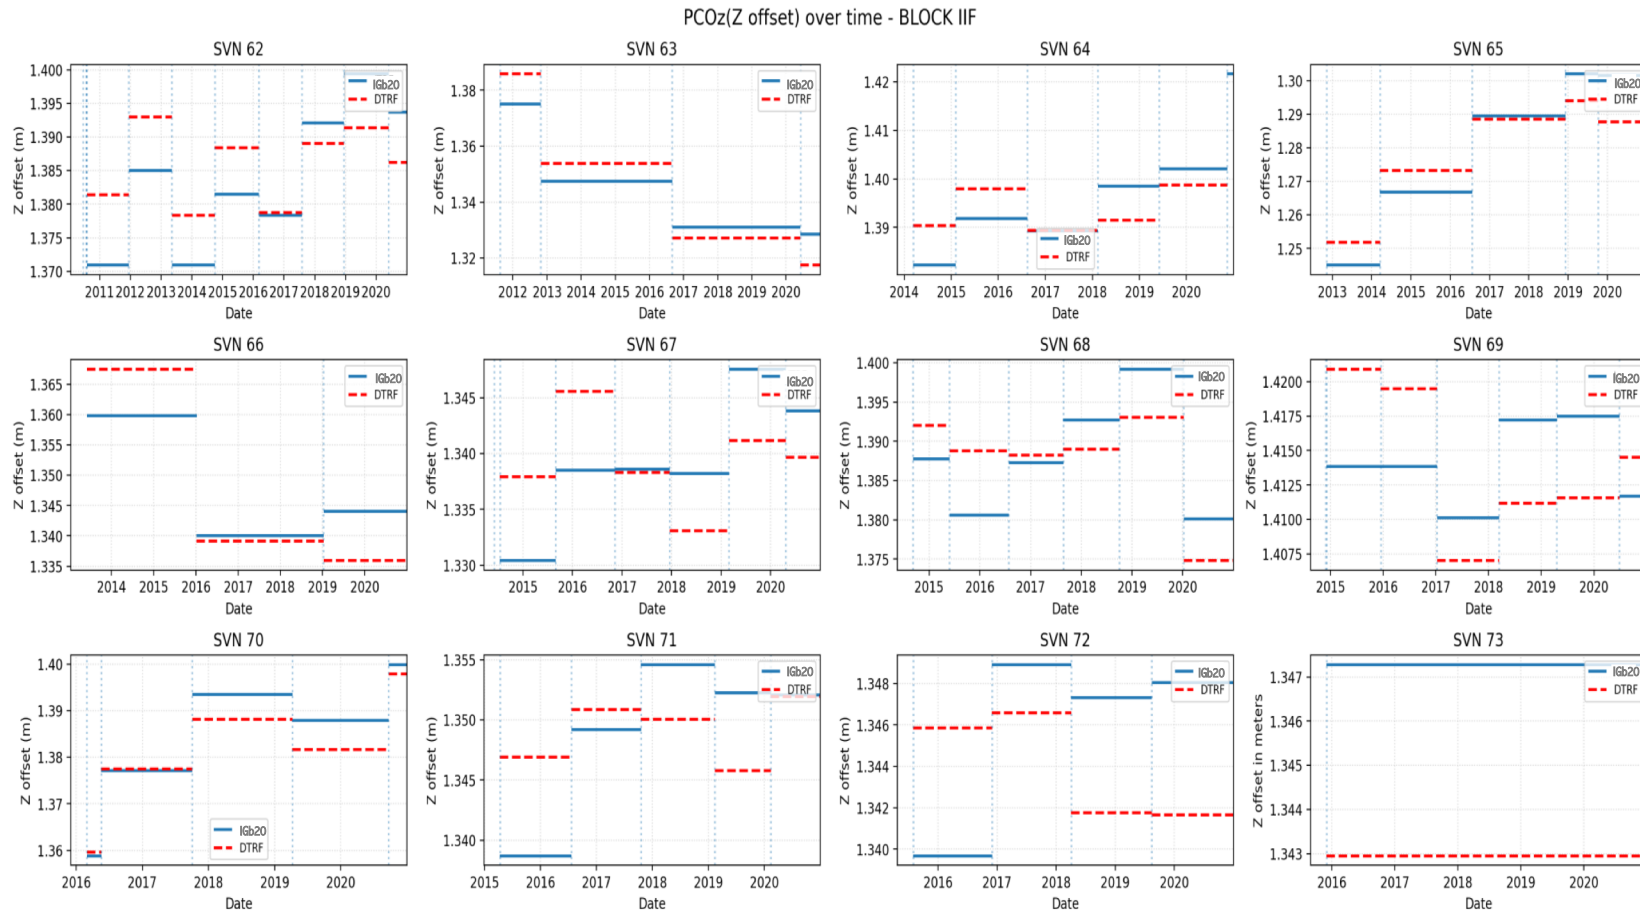 PCOz(Z offset) over time - BLOCK IIF
SVN 62
1.400
1.395
1.390
1.385
1.380
1.375
1.370
Z offset (m)
IGb20
DTRF
2011 2012 2013 2014 2015 2016 2017 2018 2019 2020
Date
SVN 63
1.38
1.36
1.34
1.32
Z offset (m)
IGb20
DTRF
2012 2013 2014 2015 2016 2017 2018 2019 2020
Date
SVN 64
1.42
1.41
1.40
1.39
Z offset (m)
IGb20
DTRF
2014 2015 2016 2017 2018 2019 2020
Date
SVN 65
1.30
1.29
1.28
1.27
1.26
1.25
Z offset (m)
IGb20
DTRF
2013 2014 2015 2016 2017 2018 2019 2020
Date
SVN 66
1.365
1.360
1.355
1.350
1.345
1.340
1.335
Z offset (m)
IGb20
DTRF
2014 2015 2016 2017 2018 2019 2020
Date
SVN 67
1.345
1.340
1.335
1.330
Z offset (m)
IGb20
DTRF
2015 2016 2017 2018 2019 2020
Date
SVN 68
1.400
1.395
1.390
1.385
1.380
1.375
Z offset (m)
IGb20
DTRF
2015 2016 2017 2018 2019 2020
Date
SVN 69
1.4200
1.4175
1.4150
1.4125
1.4100
1.4075
Z offset (m)
IGb20
DTRF
2015 2016 2017 2018 2019 2020
Date
SVN 70
1.40
1.39
1.38
1.37
1.36
Z offset (m)
IGb20
DTRF
2016 2017 2018 2019 2020
Date
SVN 71
1.355
1.350
1.345
1.340
Z offset (m)
IGb20
DTRF
2015 2016 2017 2018 2019 2020
Date
SVN 72
1.348
1.346
1.344
1.342
1.340
Z offset (m)
IGb20
DTRF
2016 2017 2018 2019 2020
Date
SVN 73
1.347
1.346
1.345
1.344
1.343
Z offset in meters
IGb20
DTRF
2016 2017 2018 2019 2020
Date